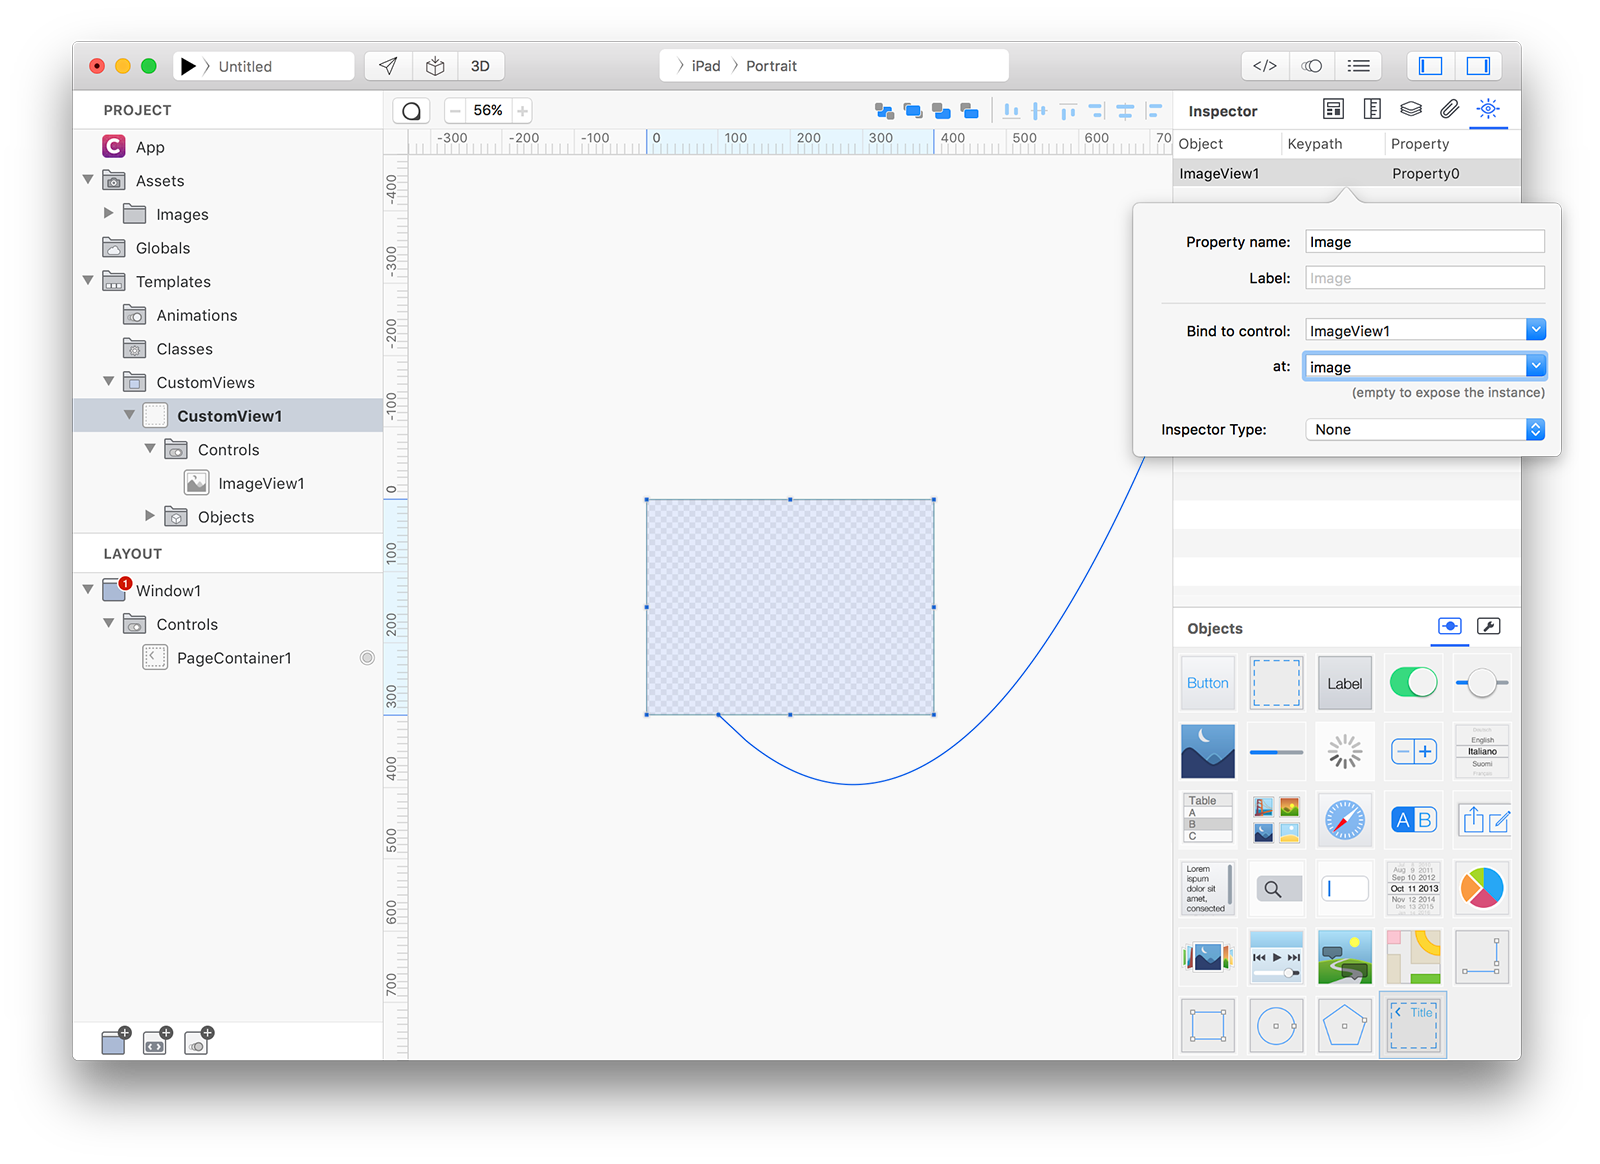 Untitled
3D
iPad
Portrait
</>
PROJECT
App
Assets
Images
Globals
Templates
Animations
Classes
CustomViews
CustomView1
Controls
ImageView1
Objects
LAYOUT
1
Window1
Controls
PageContainer1
56%
-300 -200 -100 0 100 200 300 400 500 600 70
-400
-300
-200
-100
0
100
200
300
400
500
600
700
Inspector
Object Keypath Property
ImageView1 Property0
Property name: Image
Label: Image
Bind to control: ImageView1
at: image
(empty to expose the instance)
Inspector Type: None
Objects
Button
Label
English
Italiano
Suomi
Table
A
B
C
A B
Lorem
ipsum
dolor sit
amet,
consected
Aug 9 2011
Sep 10 2012
Oct 11 2013
Nov 12 2014
Dec 13 2015
Title